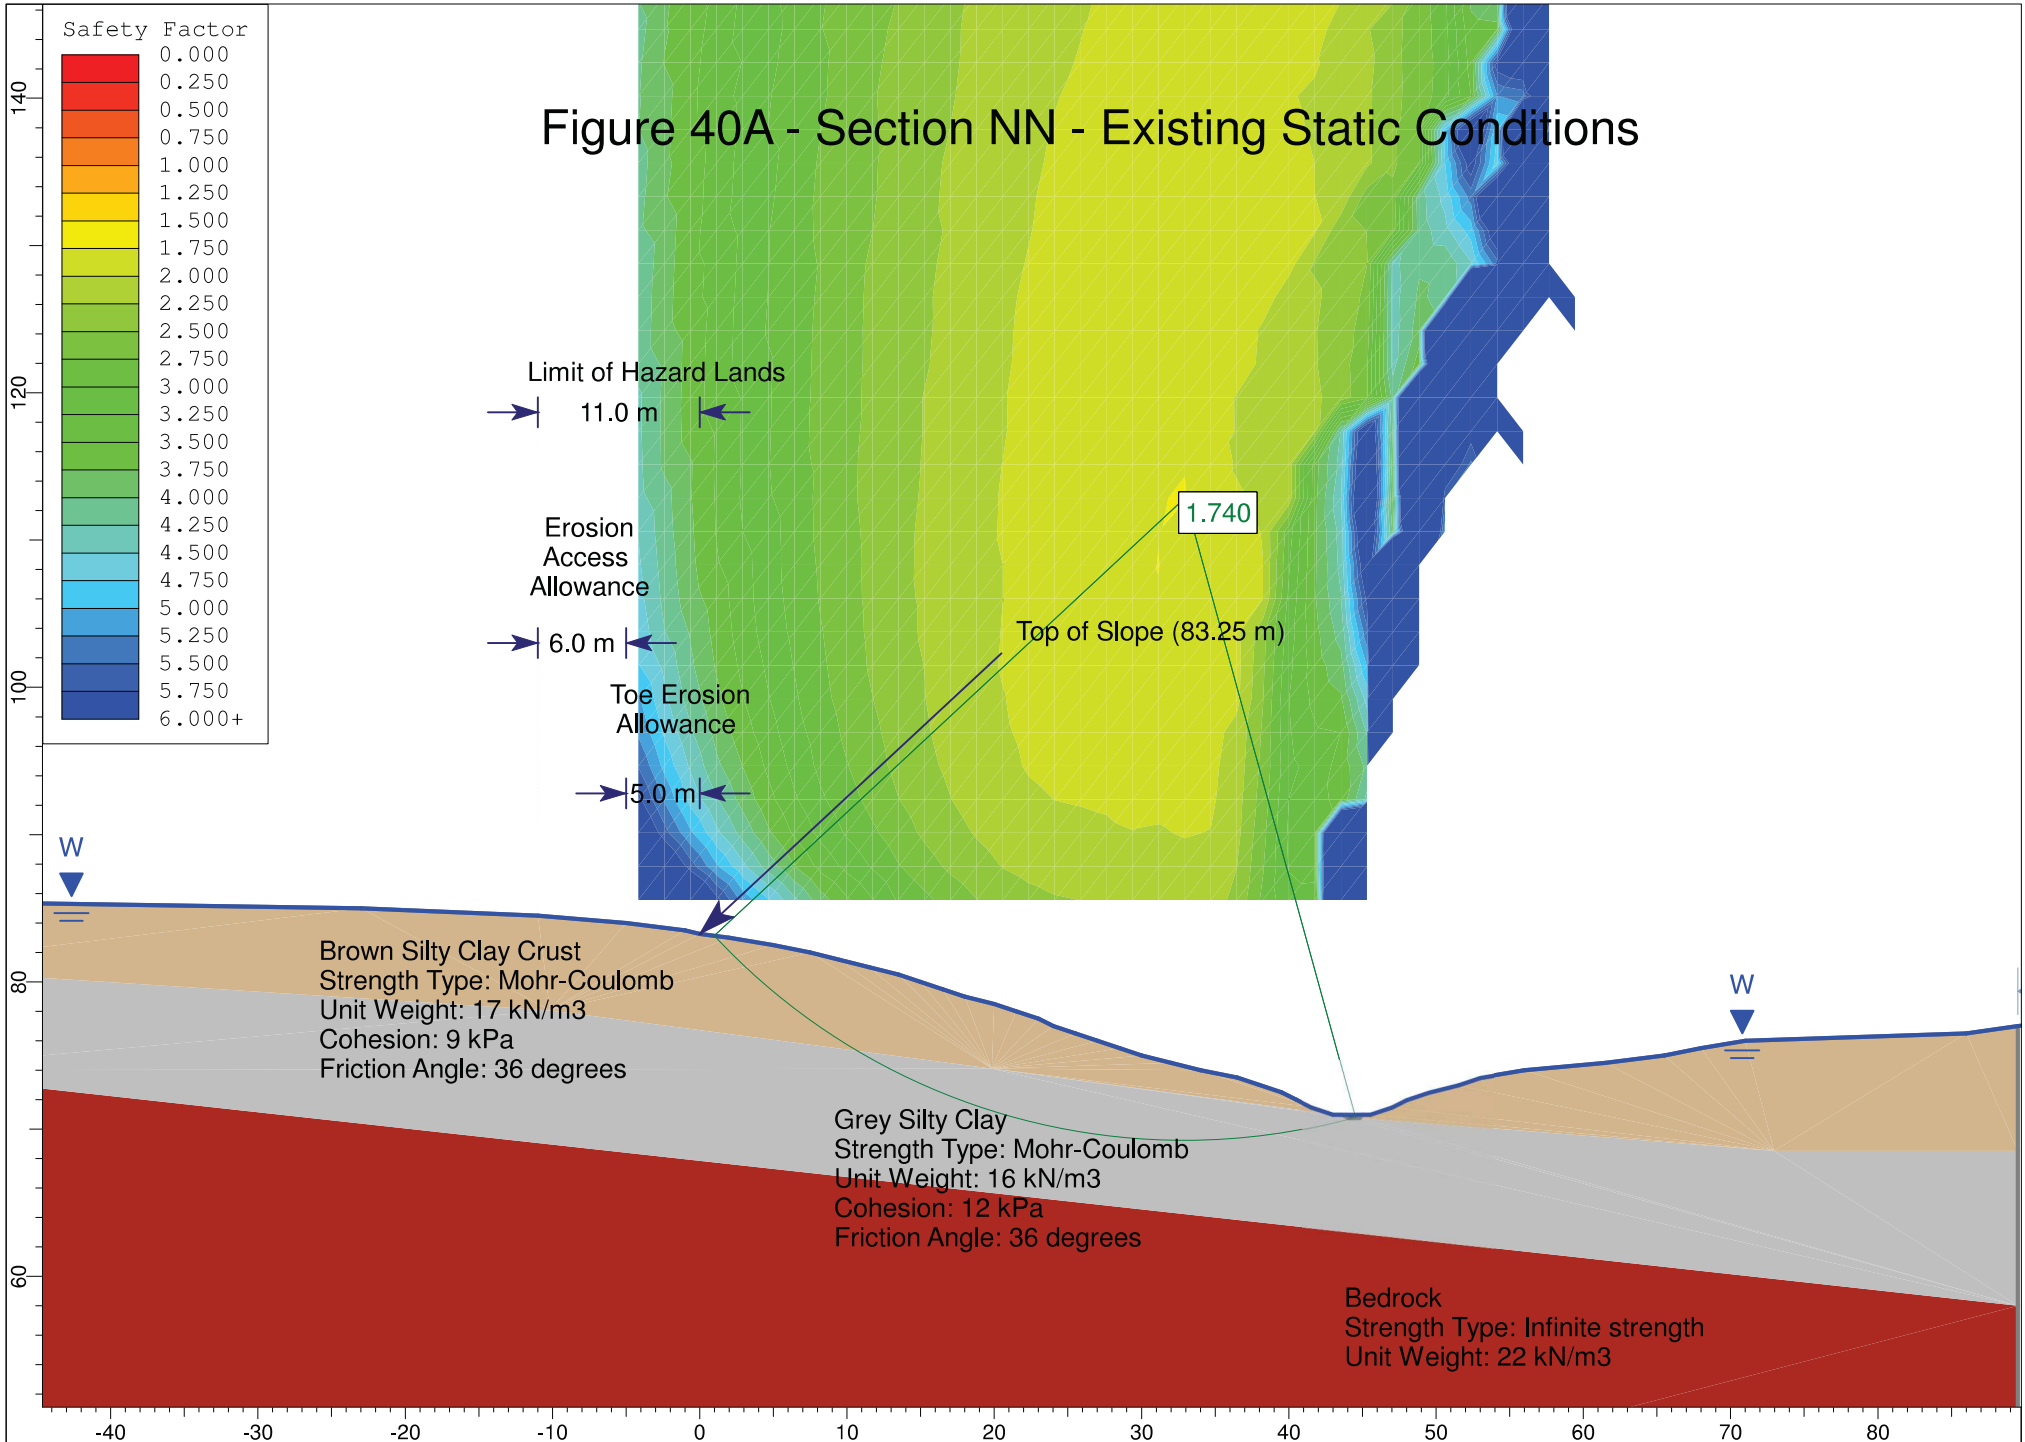 Safety Factor
0.000
0.250
0.500
0.750
1.000
1.250
1.500
1.750
2.000
2.250
2.500
2.750
3.000
3.250
3.500
3.750
4.000
4.250
4.500
4.750
5.000
5.250
5.500
5.750
6.000+
Figure 40A - Section NN - Existing Static Conditions
Limit of Hazard Lands
11.0 m
Erosion
Access
Allowance
6.0 m
1.740
Top of Slope (83.25 m)
Toe Erosion
Allowance
5.0 m
W
W
Brown Silty Clay Crust
Strength Type: Mohr-Coulomb
Unit Weight: 17 kN/m3
Cohesion: 9 kPa
Friction Angle: 36 degrees
Grey Silty Clay
Strength Type: Mohr-Coulomb
Unit Weight: 16 kN/m3
Cohesion: 12 kPa
Friction Angle: 36 degrees
Bedrock
Strength Type: Infinite strength
Unit Weight: 22 kN/m3
140
120
100
80
60
-40
-30
-20
-10
0
10
20
30
40
50
60
70
80